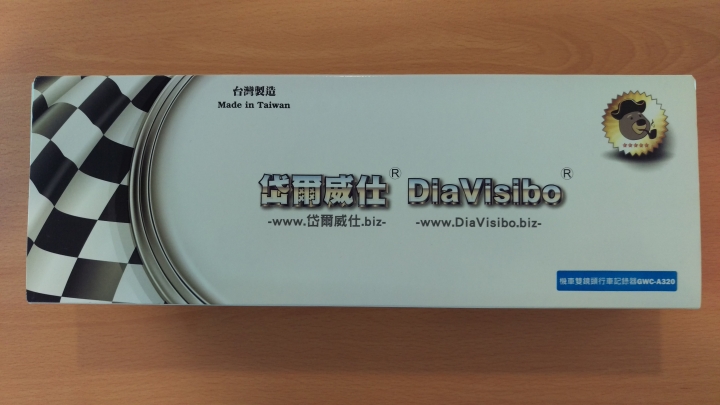 台灣製造
Made in Taiwan
岱爾威仕® DiaVisibo®
-www.岱爾威仕.biz- -www.DiaVisibo.biz-
機車雙鏡頭行車記錄器GWC-A320